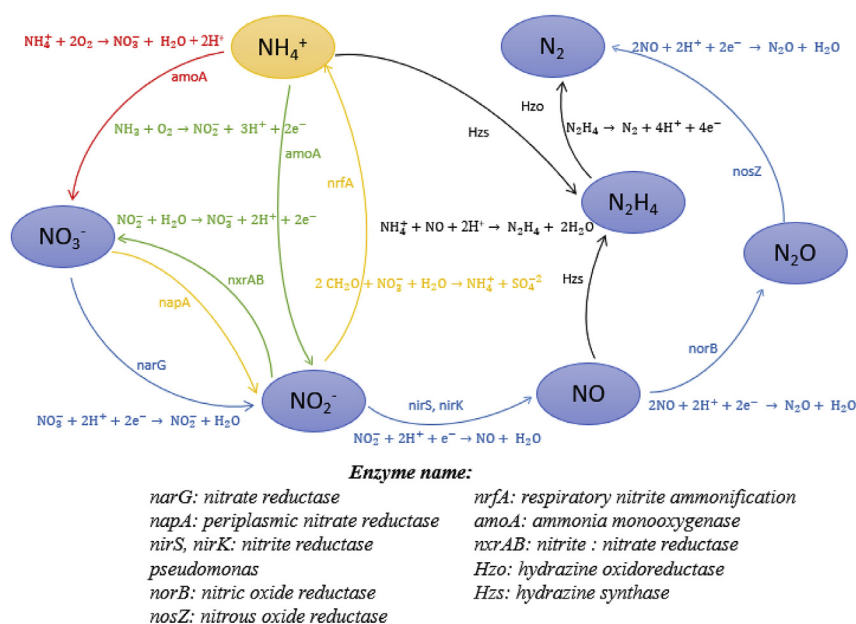 NH₄⁺ + 2O₂ → NO₃⁻ + H₂O + 2H⁺
amoA
NH₄⁺
N₂
2NO + 2H⁺ + 2e⁻ → N₂O + H₂O
Hzo
Hzs
NH₃ + O₂ → NO₂⁻ + 3H⁺ + 2e⁻
amoA
N₂H₄ → N₂ + 4H⁺ + 4e⁻
nrfA
nosZ
NO₂⁻ + H₂O → NO₃⁻ + 2H⁺ + 2e⁻
N₂H₄
NO₃⁻
NH₄⁺ + NO + 2H⁺ → N₂H₄ + 2H₂O
N₂O
nxrAB
2 CH₂O + NO₃⁻ + H₂O → NH₄⁺ + SO₄⁻²
Hzs
napA
norB
narG
NO₂⁻
nirS, nirK
NO
NO₃⁻ + 2H⁺ + 2e⁻ → NO₂⁻ + H₂O
NO₂⁻ + 2H⁺ + e⁻ → NO + H₂O
2NO + 2H⁺ + 2e⁻ → N₂O + H₂O
Enzyme name:
narG: nitrate reductase
napA: periplasmic nitrate reductase
nirS, nirK: nitrite reductase
pseudomonas
norB: nitric oxide reductase
nosZ: nitrous oxide reductase
nrfA: respiratory nitrite ammonification
amoA: ammonia monooxygenase
nxrAB: nitrite : nitrate reductase
Hzo: hydrazine oxidoreductase
Hzs: hydrazine synthase